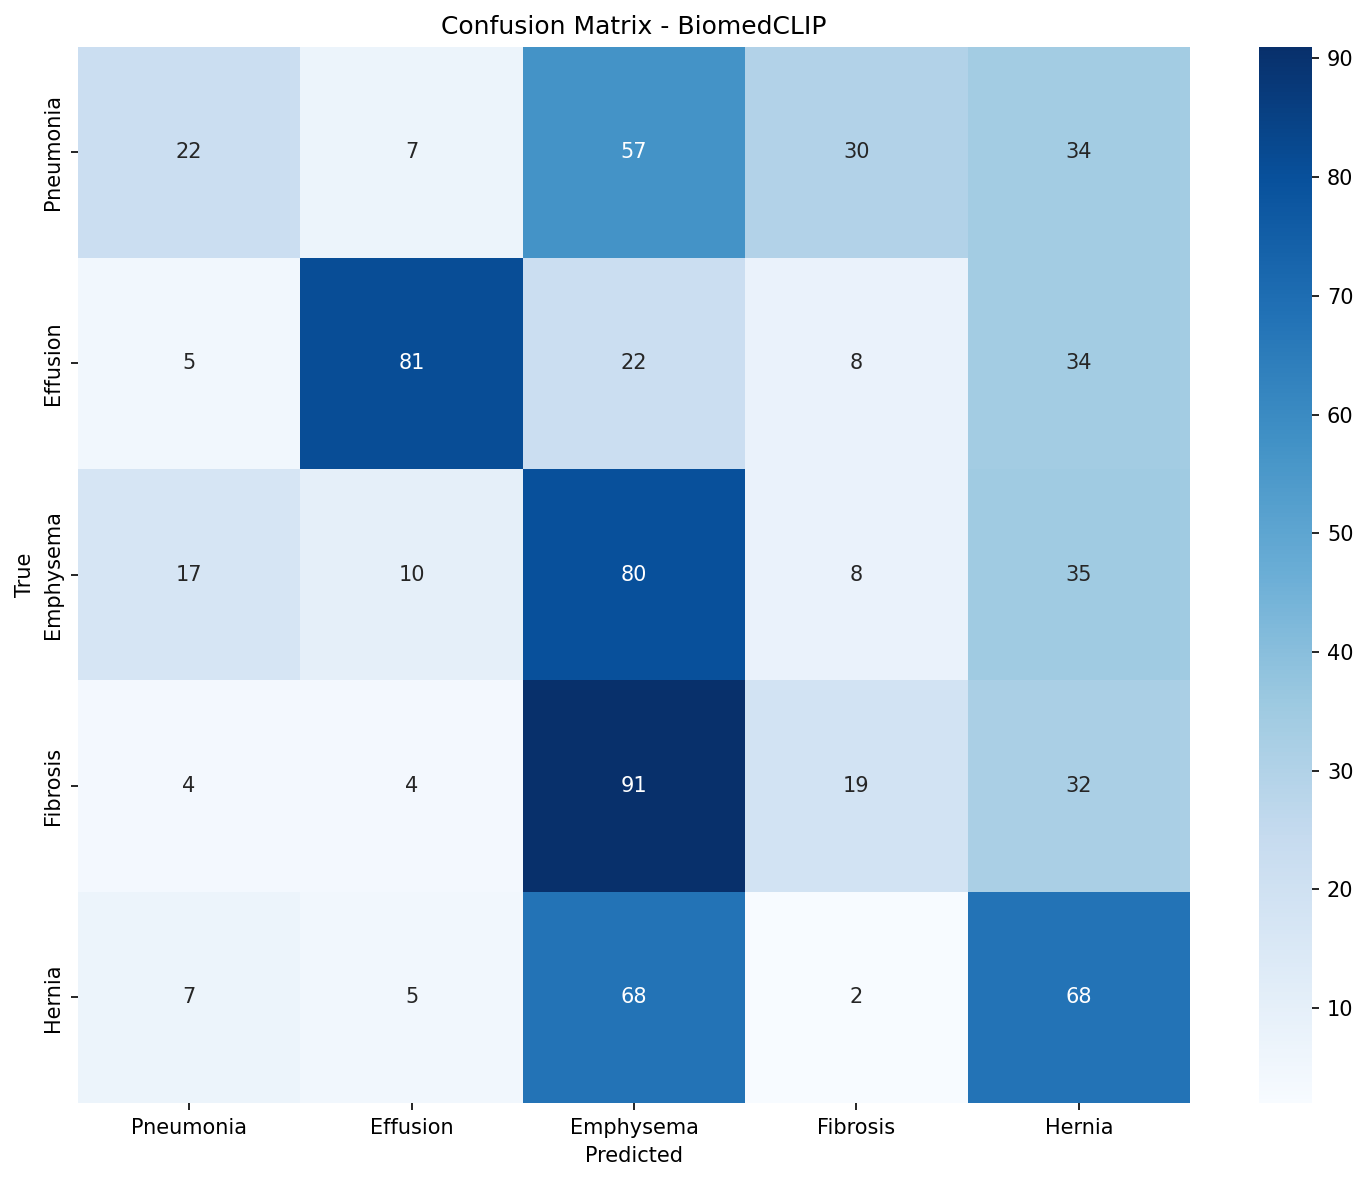 Confusion Matrix - BiomedCLIP
Pneumonia 22 7 57 30 34
Effusion 5 81 22 8 34
Emphysema 17 10 80 8 35
Fibrosis 4 4 91 19 32
Hernia 7 5 68 2 68
True
Pneumonia Effusion Emphysema Fibrosis Hernia
Predicted
90
80
70
60
50
40
30
20
10